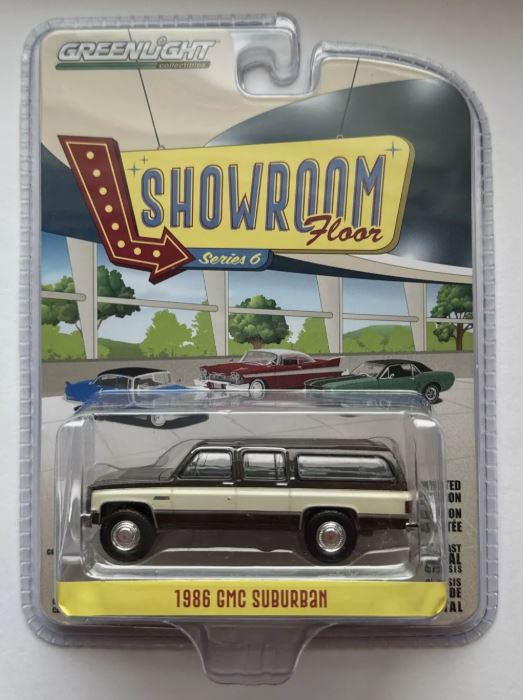 GREENLIGHT
collectibles
SHOWROOM
Floor
Series 6
1986 GMC SUBURBAN